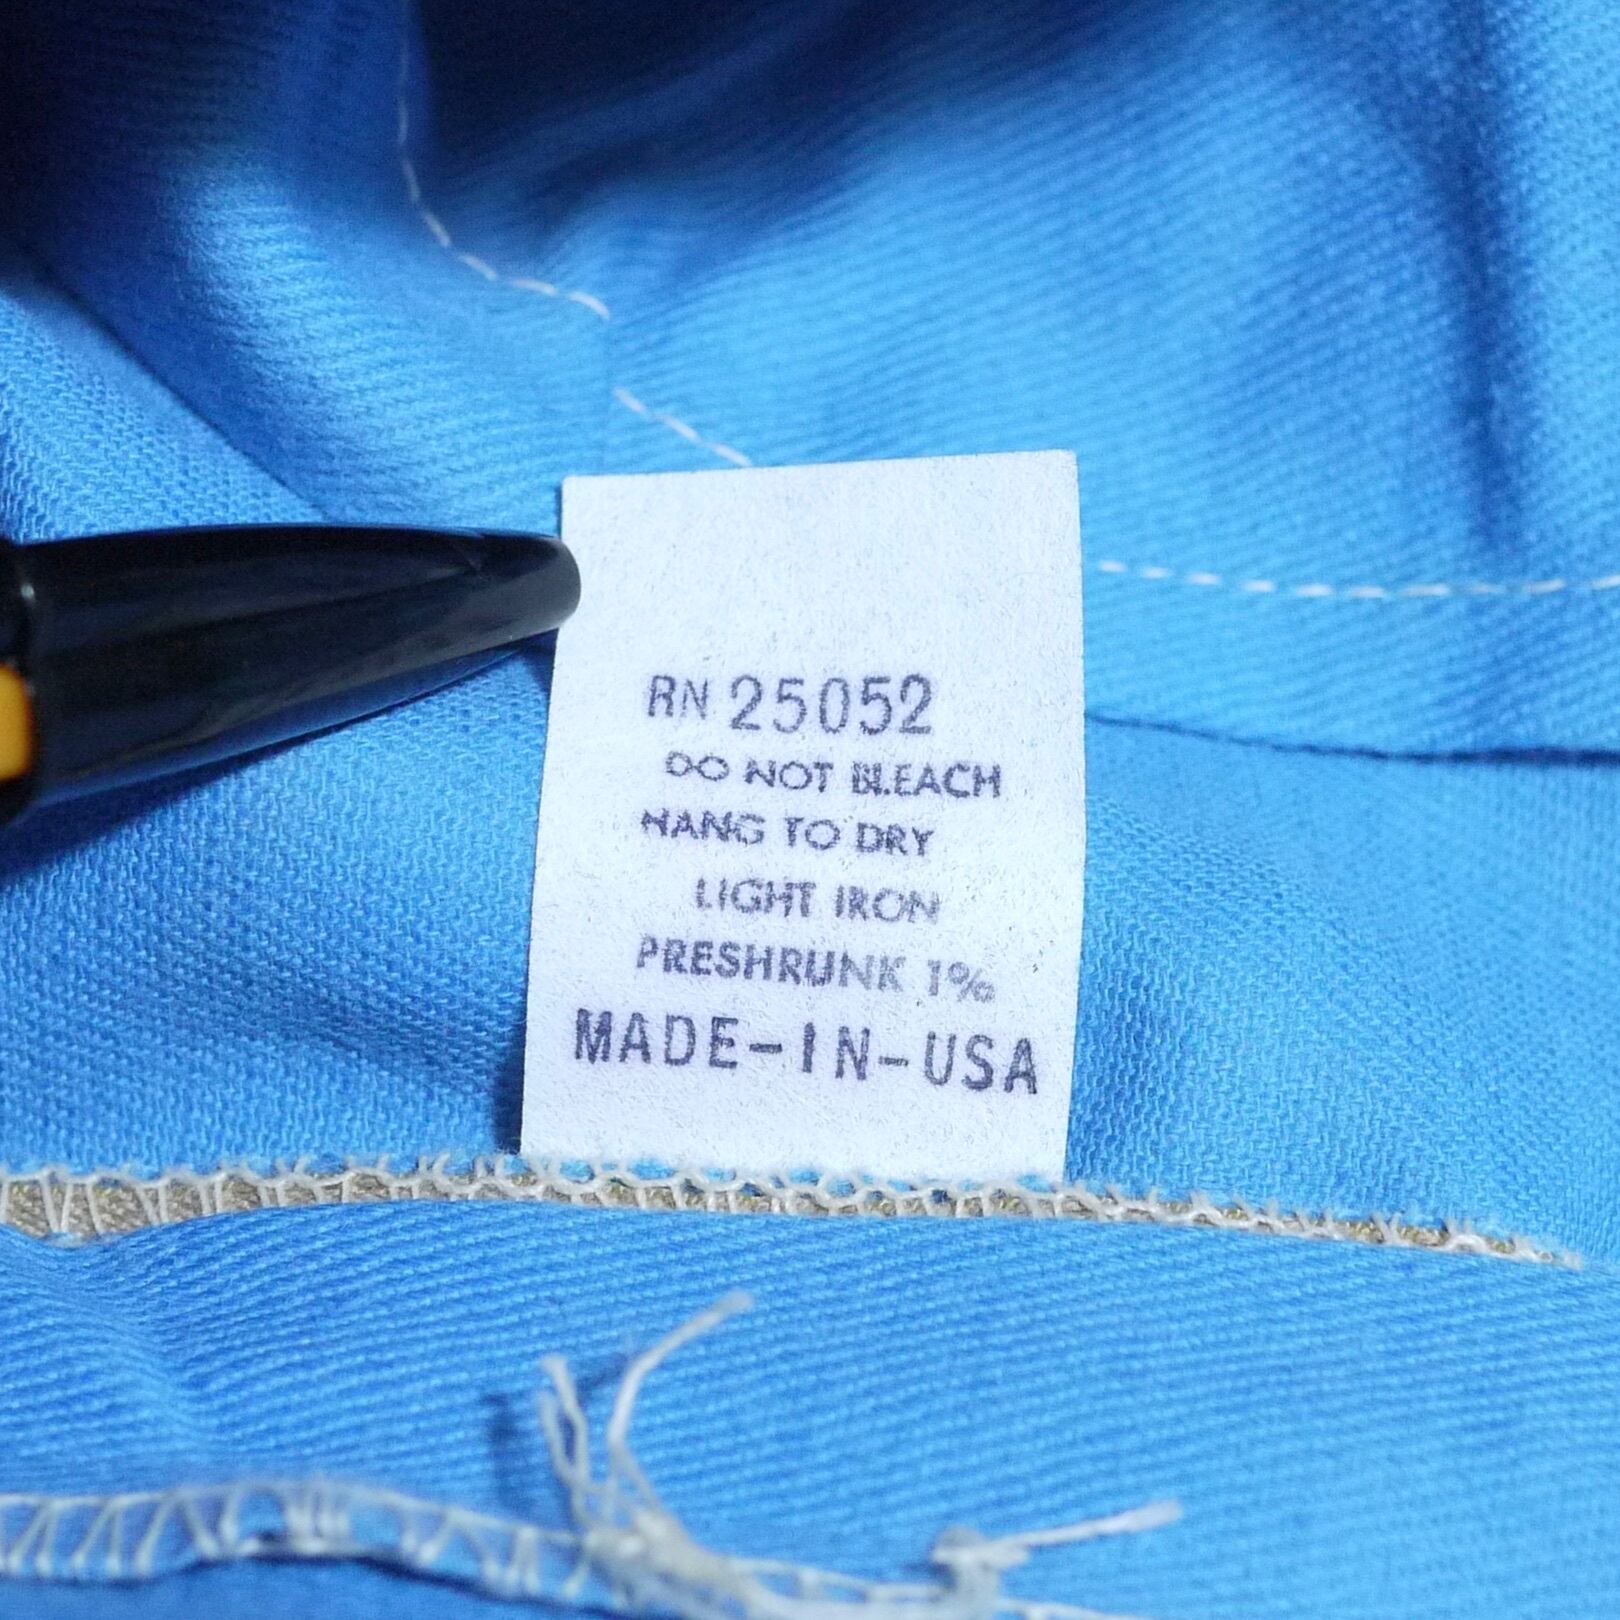 RN 25052
DO NOT BLEACH
HANG TO DRY
LIGHT IRON
PRESHRUNK 1%
MADE-IN-USA